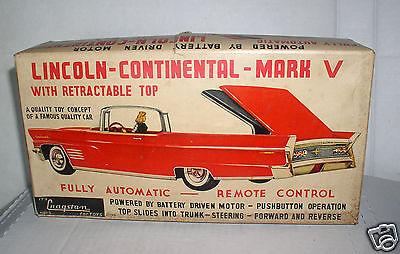 POWERED BY BATTERY DRIVEN MOTOR
LINCOLN-CONTINENTAL-MARK V
WITH RETRACTABLE TOP
A QUALITY TOY CONCEPT
OF A FAMOUS QUALITY CAR
FULLY AUTOMATIC — REMOTE CONTROL
POWERED BY BATTERY DRIVEN MOTOR - PUSHBUTTON OPERATION
TOP SLIDES INTO TRUNK - STEERING - FORWARD AND REVERSE
Cragstan
for TOYS